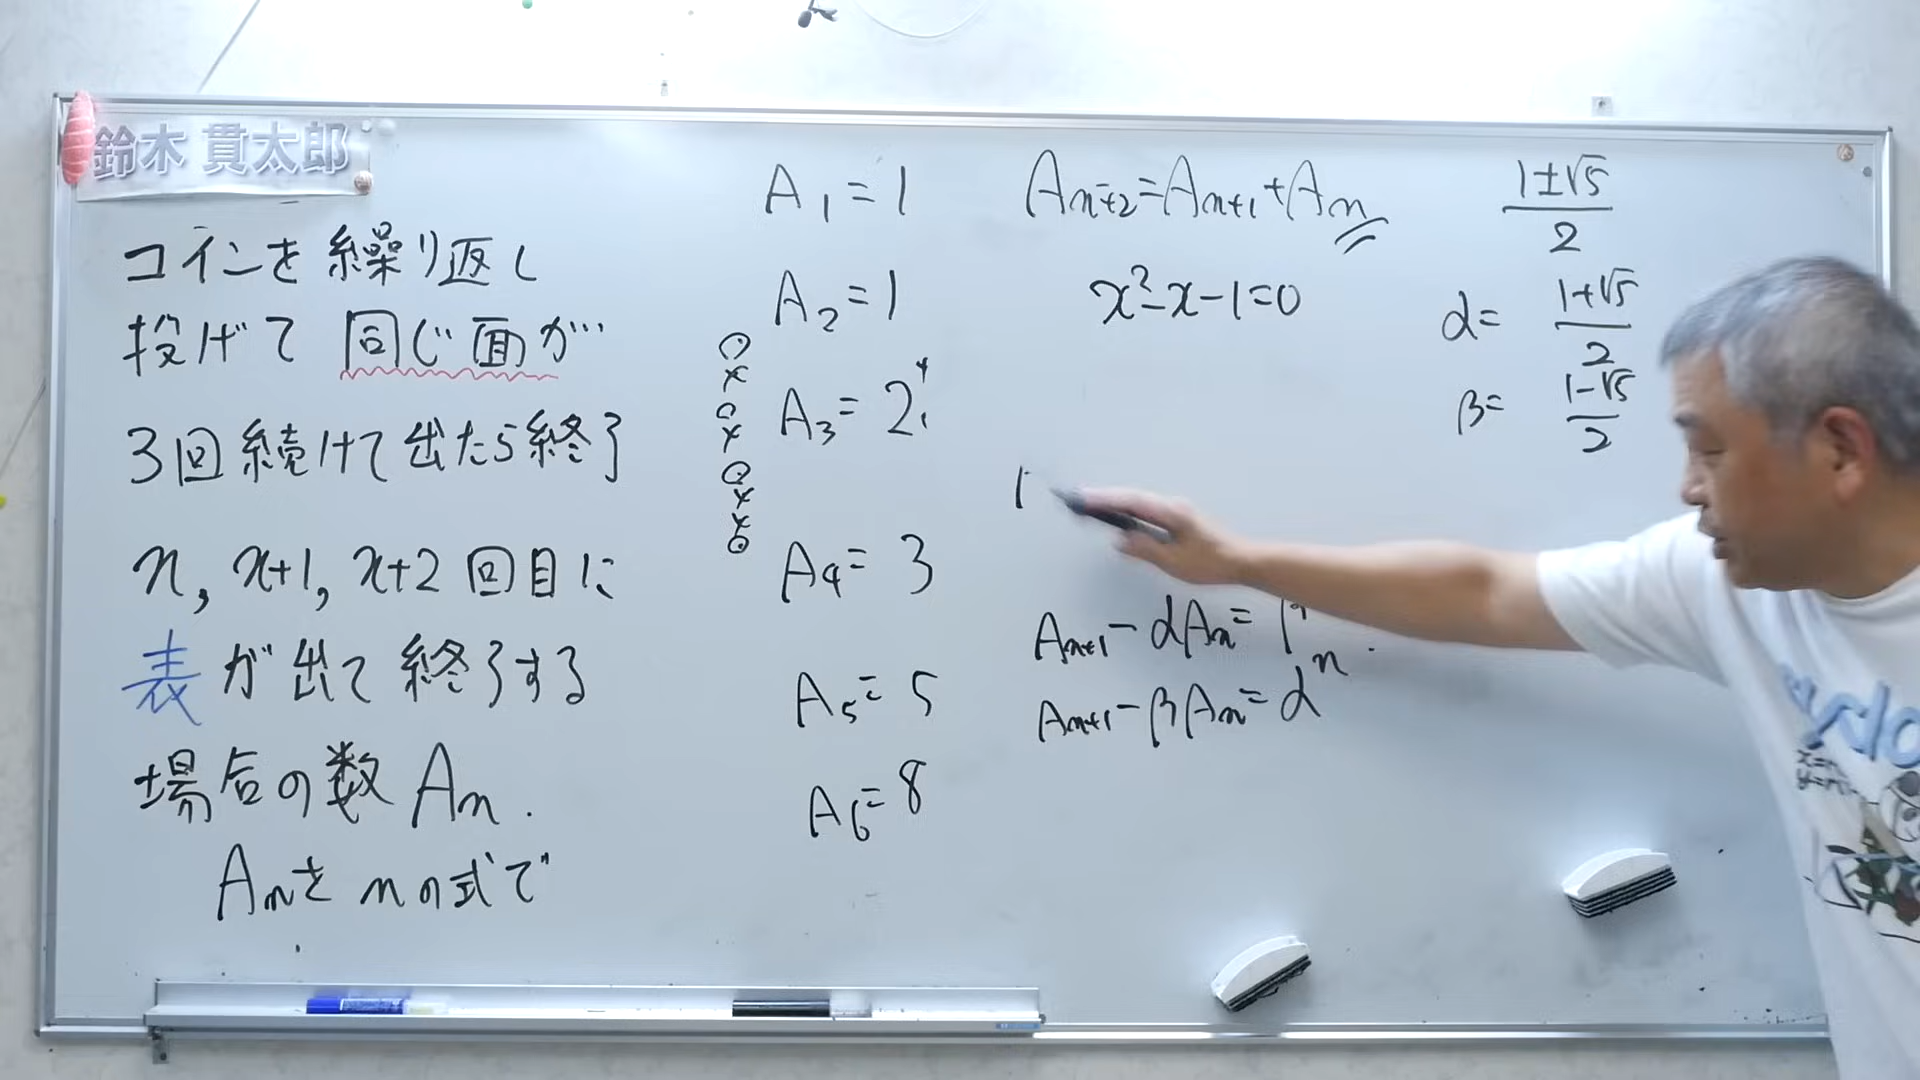 鈴木 貫太郎
コインを繰り返し
投げて 同じ面が
3回続けて出たら終了
n, n+1, n+2 回目に
表が出て終了する
場合の数 An.
Anを nの式で
A1 = 1
A2 = 1
A3 = 2
A4 = 3
A5 = 5
A6 = 8
○
×
○
×
○
×
×
○
An+2=An+1+An
x²-x-1=0
An+1-αAn=β
An+1-βAn=αⁿ
1±√5
2
α= 1+√5
2
β= 1-√5
2